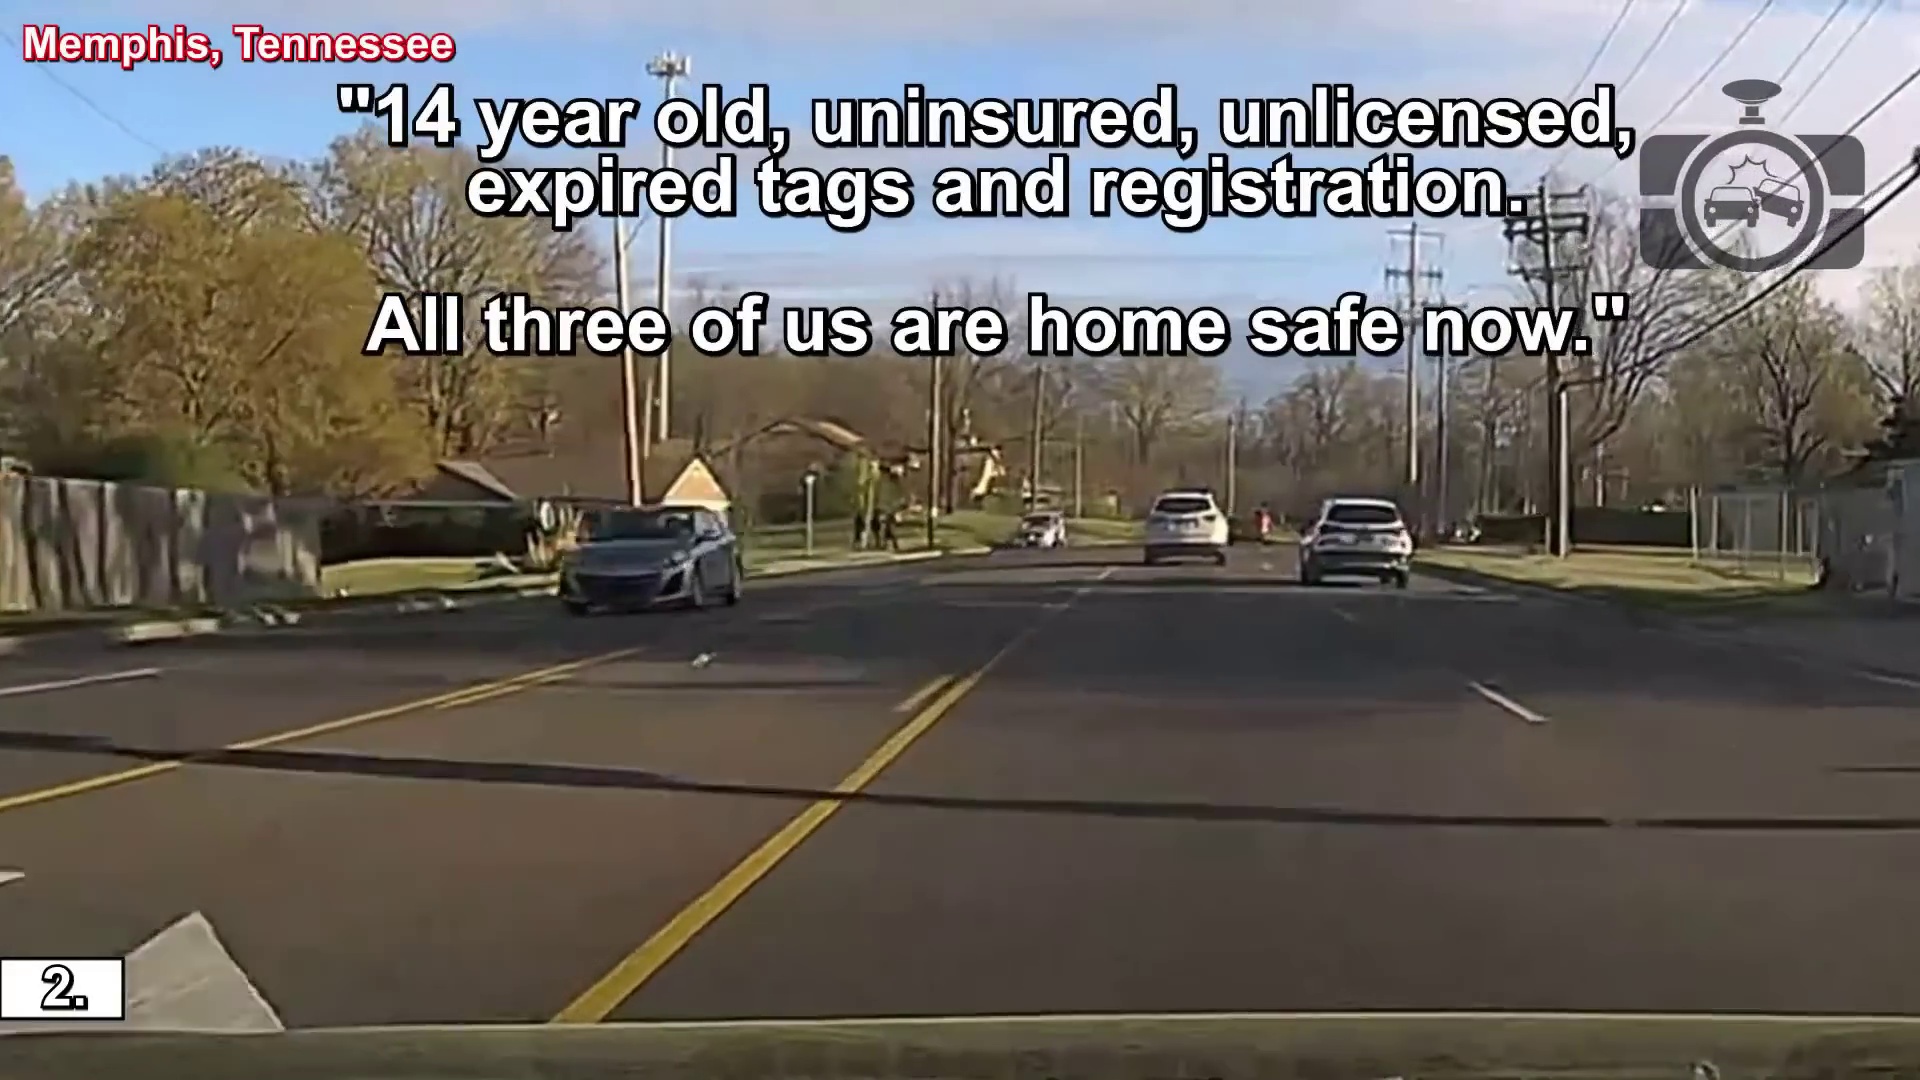 Memphis, Tennessee
"14 year old, uninsured, unlicensed,
expired tags and registration.
All three of us are home safe now."
2.